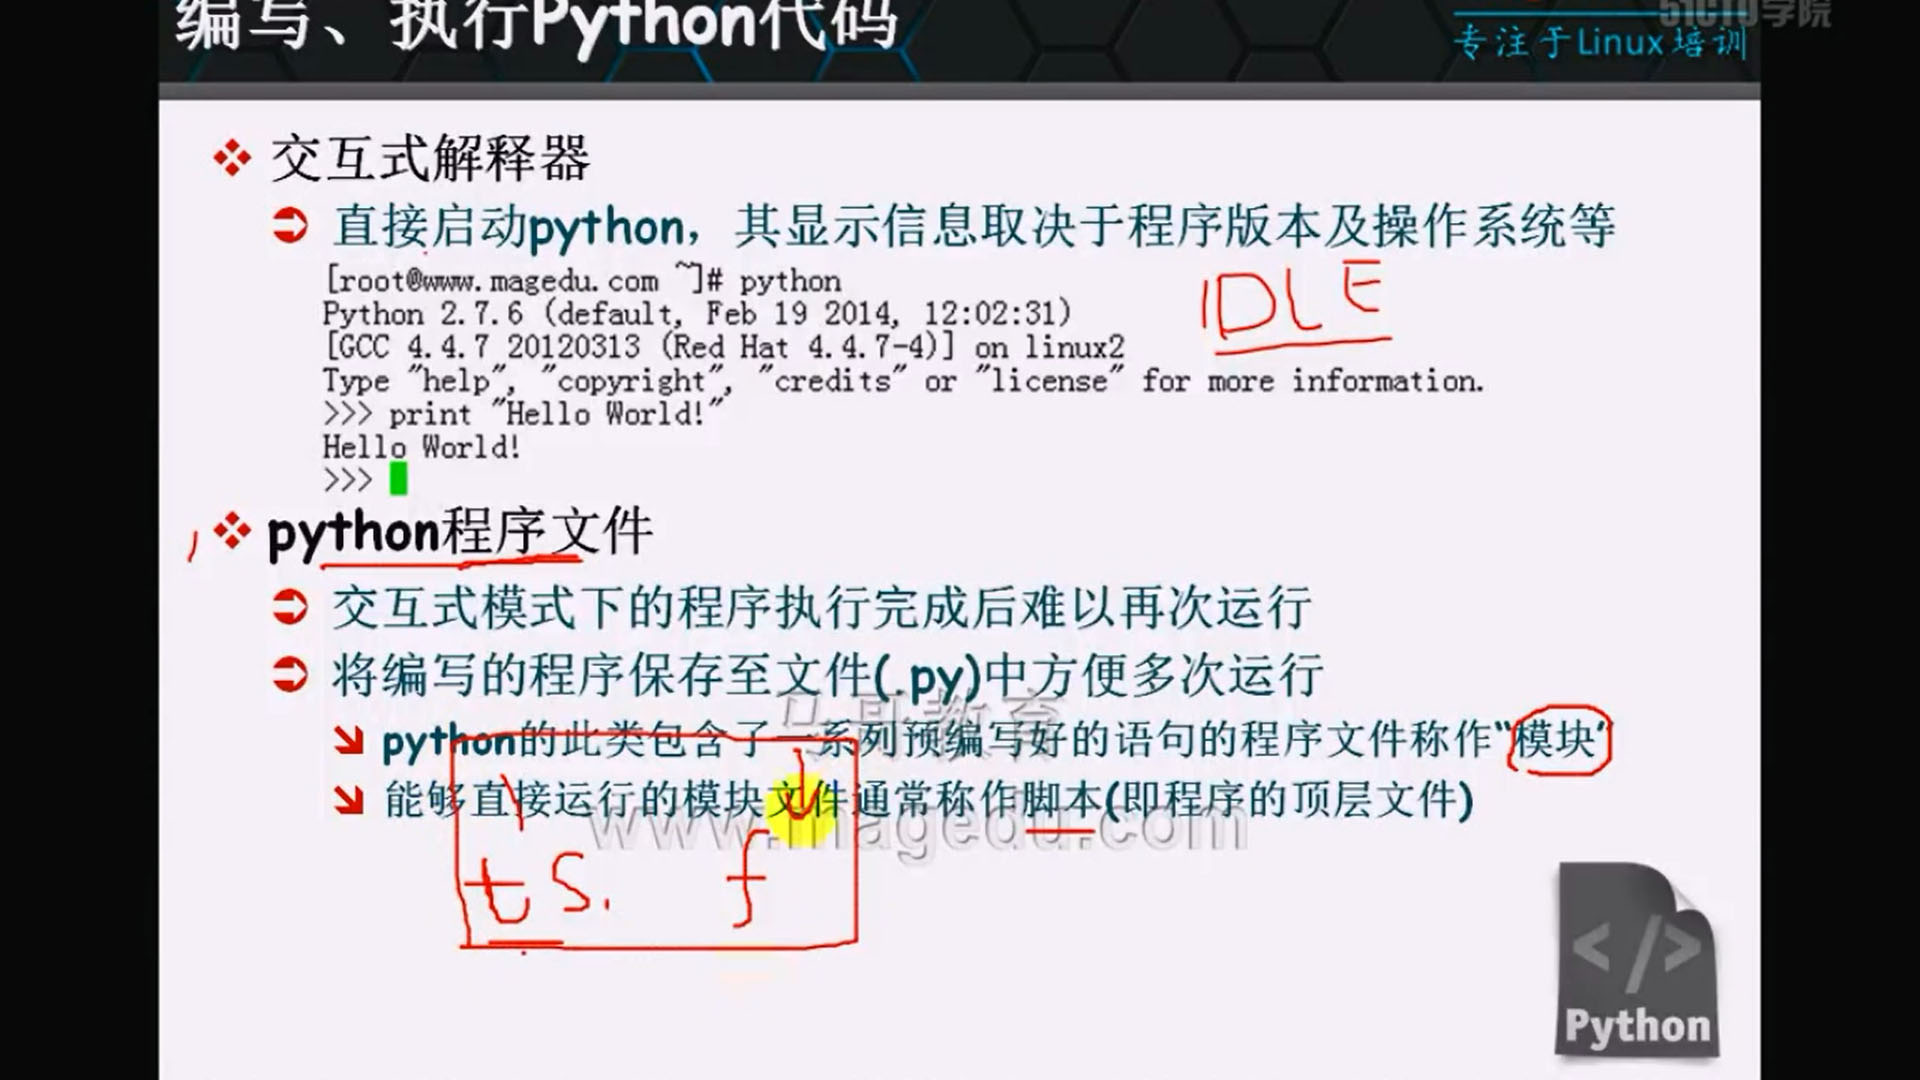 编写、执行Python代码
51CTO学院
专注于Linux培训
交互式解释器
直接启动python，其显示信息取决于程序版本及操作系统等
[root@www.magedu.com ~]# python
Python 2.7.6 (default, Feb 19 2014, 12:02:31)
[GCC 4.4.7 20120313 (Red Hat 4.4.7-4)] on linux2
Type "help", "copyright", "credits" or "license" for more information.
>>> print "Hello World!"
Hello World!
>>>
IDLE
python程序文件
交互式模式下的程序执行完成后难以再次运行
将编写的程序保存至文件(.py)中方便多次运行
马哥教育
python的此类包含了一系列预编写好的语句的程序文件称作“模块”
能够直接运行的模块文件通常称作脚本(即程序的顶层文件)
www.magedu.com
ts. f
</> 
Python